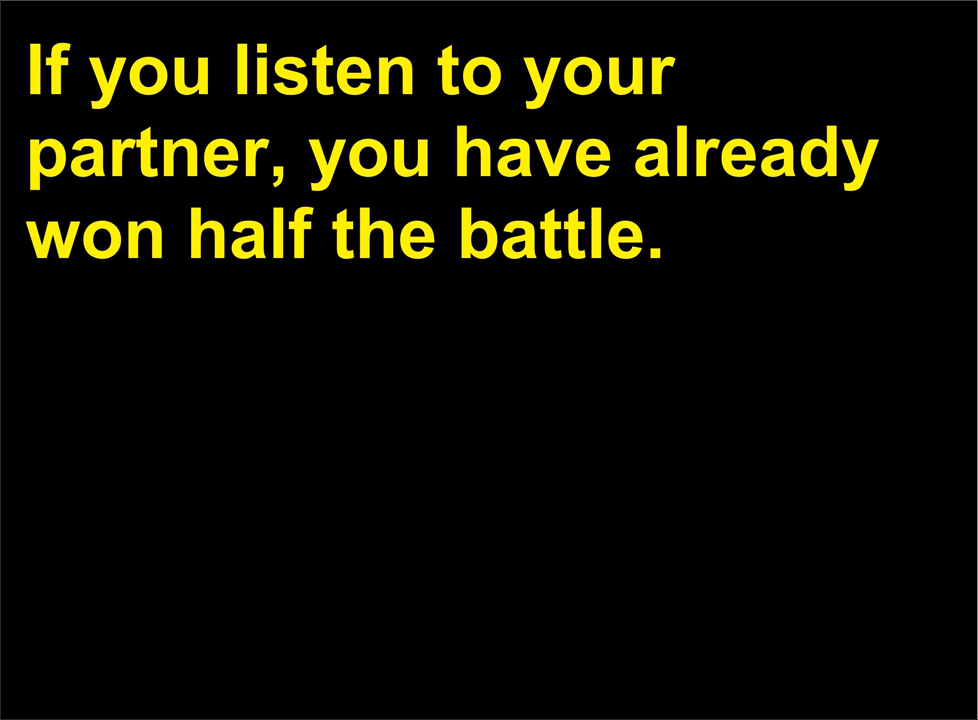 If you listen to your
partner, you have already
won half the battle.